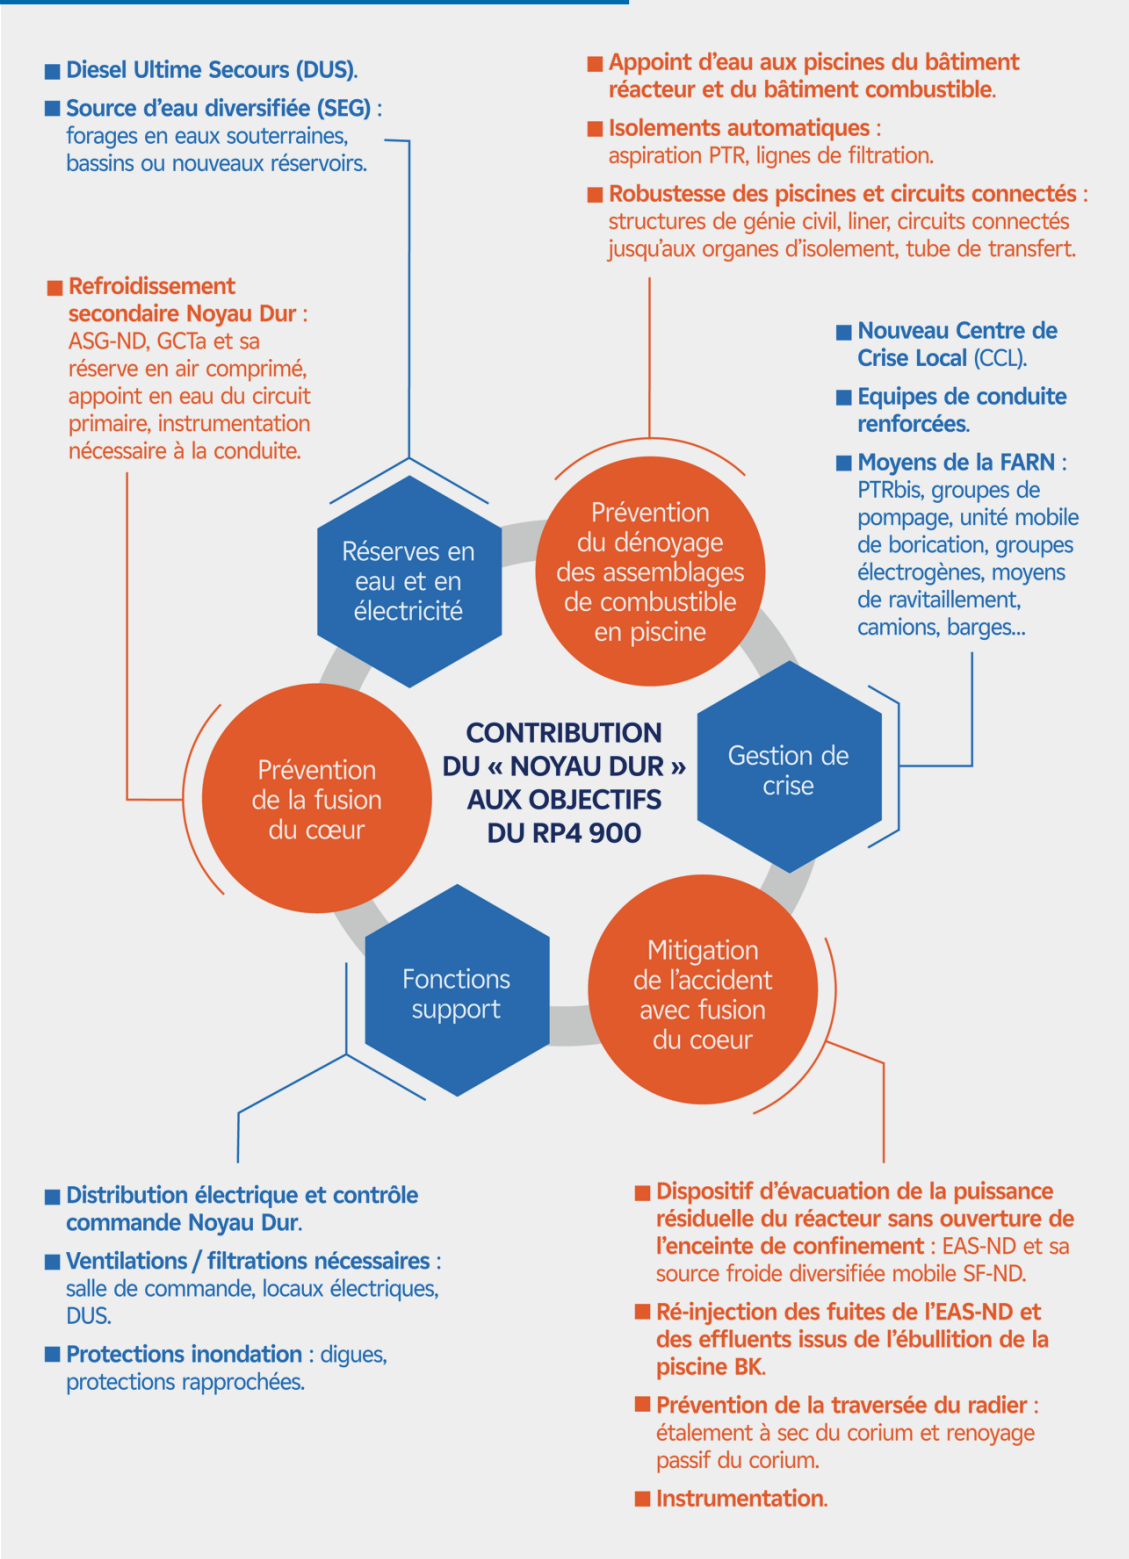 Diesel Ultime Secours (DUS).
Source d’eau diversifiée (SEG) :
forages en eaux souterraines,
bassins ou nouveaux réservoirs.
Appoint d’eau aux piscines du bâtiment
réacteur et du bâtiment combustible.
Isolements automatiques :
aspiration PTR, lignes de filtration.
Robustesse des piscines et circuits connectés :
structures de génie civil, liner, circuits connectés
jusqu’aux organes d’isolement, tube de transfert.
Refroidissement
secondaire Noyau Dur :
ASG-ND, GCTa et sa
réserve en air comprimé,
appoint en eau du circuit
primaire, instrumentation
nécessaire à la conduite.
Nouveau Centre de
Crise Local (CCL).
Equipes de conduite
renforcées.
Moyens de la FARN :
PTRbis, groupes de
pompage, unité mobile
de borication, groupes
électrogènes, moyens
de ravitaillement,
camions, barges...
Réserves en
eau et en
électricité
Prévention
du dénoyage
des assemblages
de combustible
en piscine
Gestion de
crise
CONTRIBUTION
DU « NOYAU DUR »
AUX OBJECTIFS
DU RP4 900
Prévention
de la fusion
du cœur
Fonctions
support
Mitigation
de l’accident
avec fusion
du coeur
Distribution électrique et contrôle
commande Noyau Dur.
Ventilations / filtrations nécessaires :
salle de commande, locaux électriques,
DUS.
Protections inondation : digues,
protections rapprochées.
Dispositif d’évacuation de la puissance
résiduelle du réacteur sans ouverture de
l’enceinte de confinement : EAS-ND et sa
source froide diversifiée mobile SF-ND.
Ré-injection des fuites de l’EAS-ND et
des effluents issus de l’ébullition de la
piscine BK.
Prévention de la traversée du radier :
étalement à sec du corium et renoyage
passif du corium.
Instrumentation.